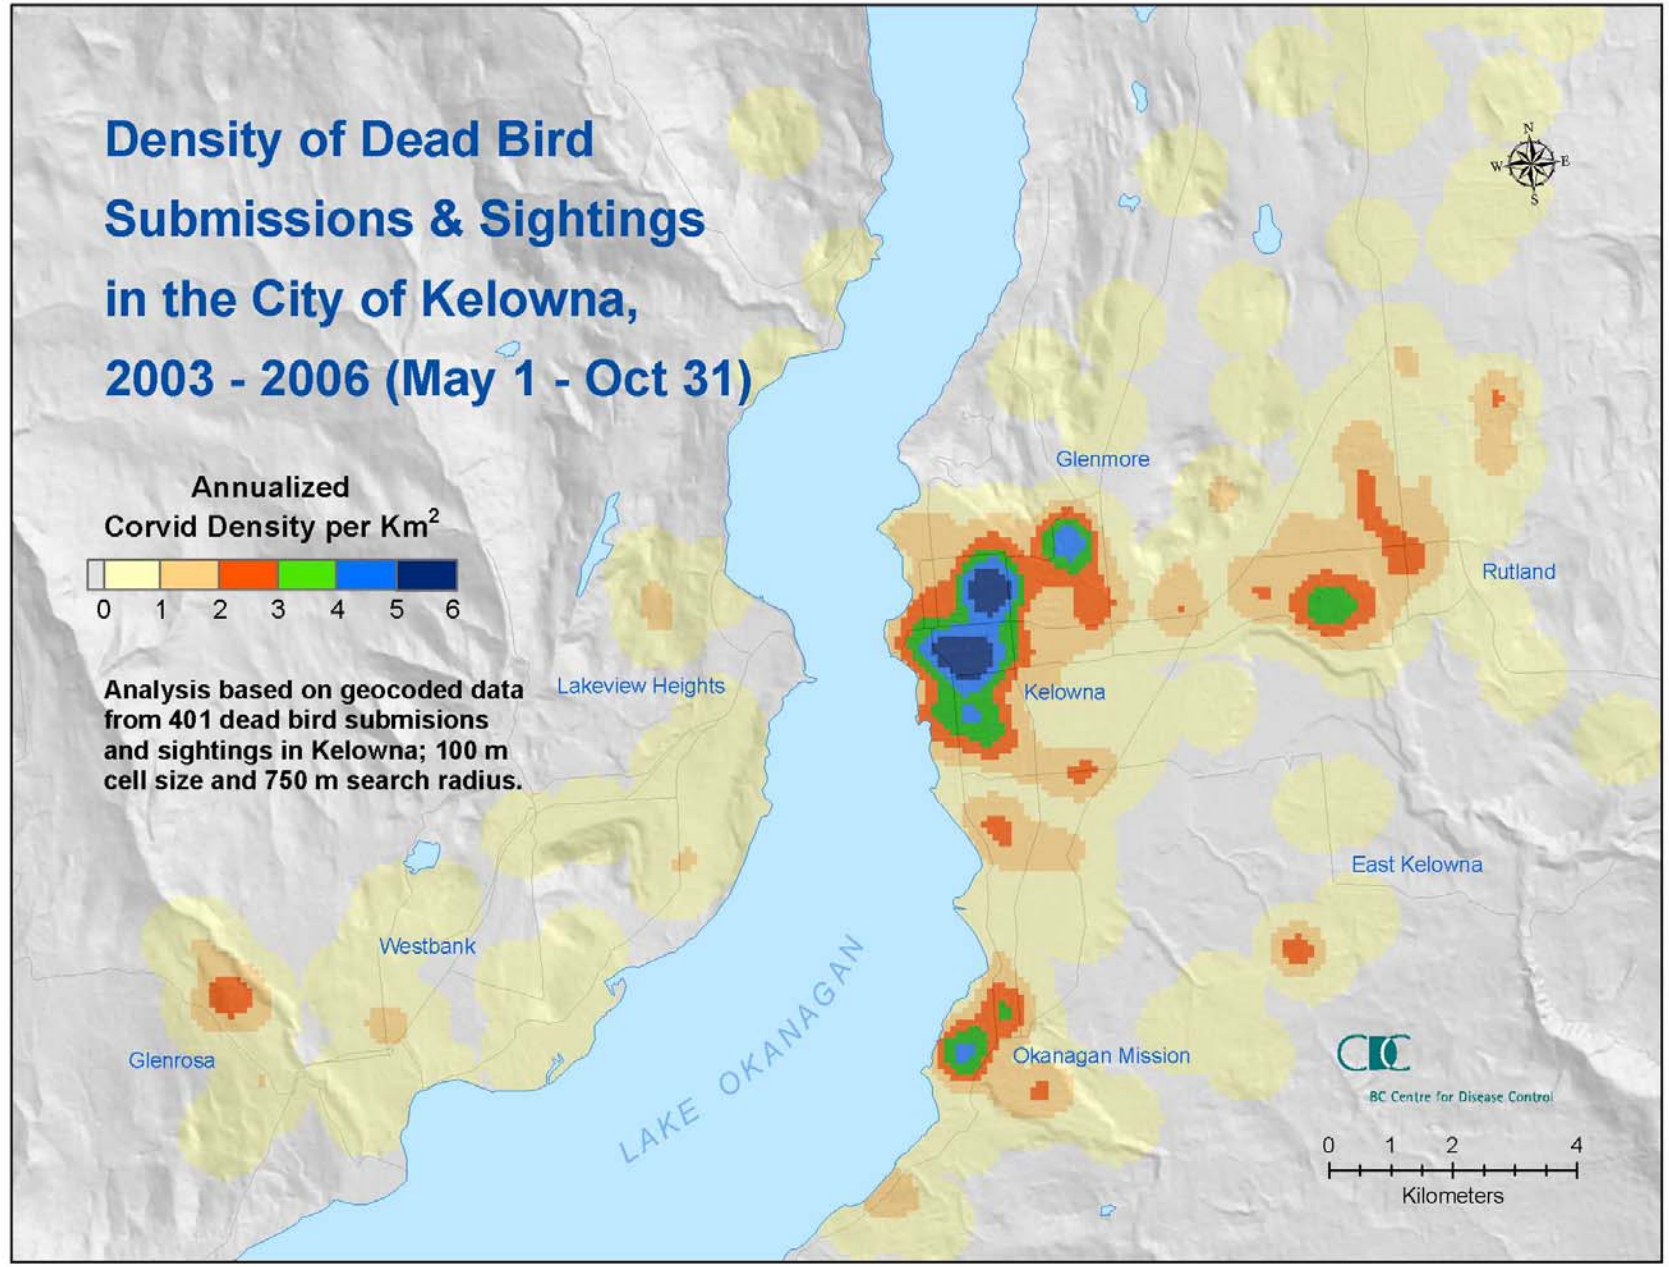 Density of Dead Bird
Submissions & Sightings
in the City of Kelowna,
2003 - 2006 (May 1 - Oct 31)
N
W E
S
Annualized
Corvid Density per Km²
0 1 2 3 4 5 6
Analysis based on geocoded data
from 401 dead bird submisions
and sightings in Kelowna; 100 m
cell size and 750 m search radius.
Glenmore
Rutland
Lakeview Heights
Kelowna
East Kelowna
Westbank
Glenrosa
Okanagan Mission
LAKE OKANAGAN
CDC
BC Centre for Disease Control
0 1 2 4
Kilometers